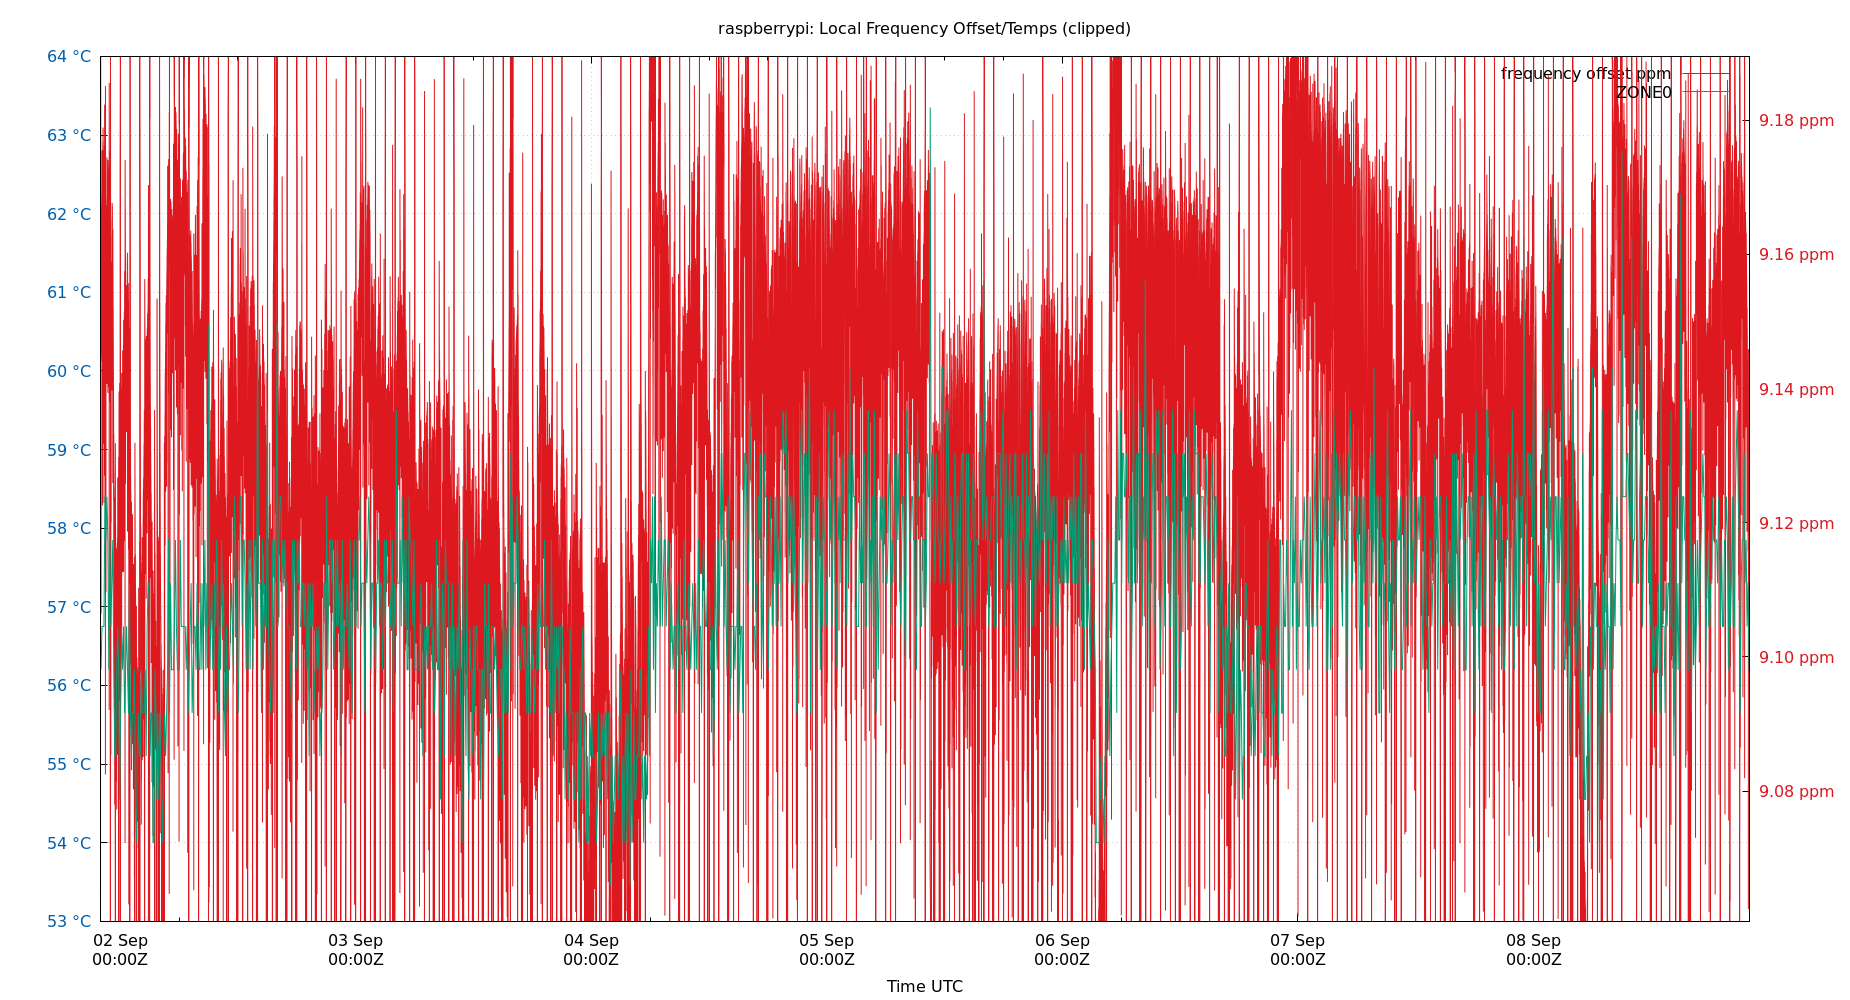 raspberrypi: Local Frequency Offset/Temps (clipped)
64 °C
63 °C
62 °C
61 °C
60 °C
59 °C
58 °C
57 °C
56 °C
55 °C
54 °C
53 °C
frequency offset ppm
ZONE0
9.18 ppm
9.16 ppm
9.14 ppm
9.12 ppm
9.10 ppm
9.08 ppm
02 Sep
00:00Z
03 Sep
00:00Z
04 Sep
00:00Z
05 Sep
00:00Z
06 Sep
00:00Z
07 Sep
00:00Z
08 Sep
00:00Z
Time UTC